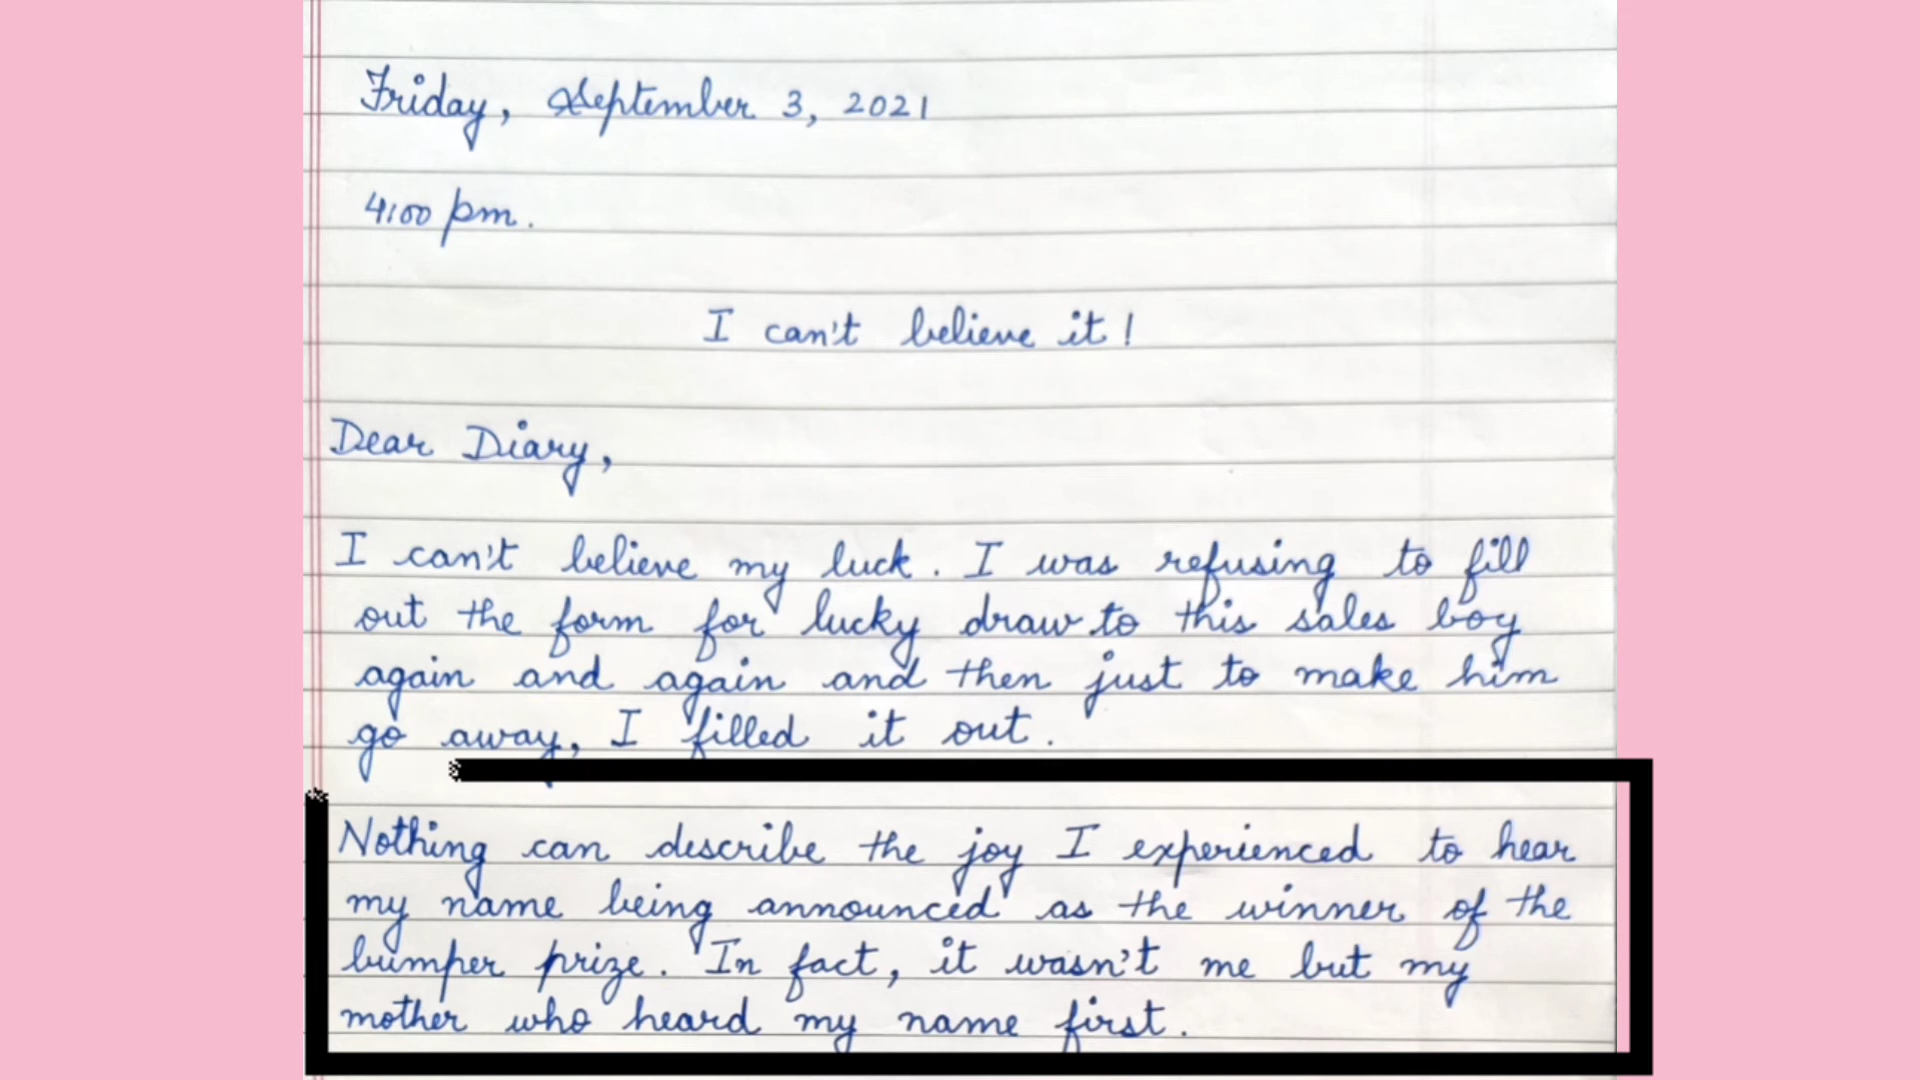 Friday, September 3, 2021
4:00 pm.
I can't believe it!
Dear Diary,
I can't believe my luck. I was refusing to fill
out the form for lucky draw to this sales boy
again and again and then just to make him
go away, I filled it out.
Nothing can describe the joy I experienced to hear
my name being announced as the winner of the
bumper prize. In fact, it wasn't me but my
mother who heard my name first.